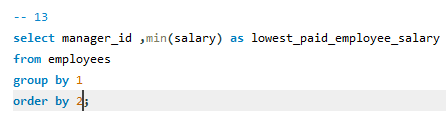 -- 13
select manager_id ,min(salary) as lowest_paid_employee_salary
from employees
group by 1
order by 2;